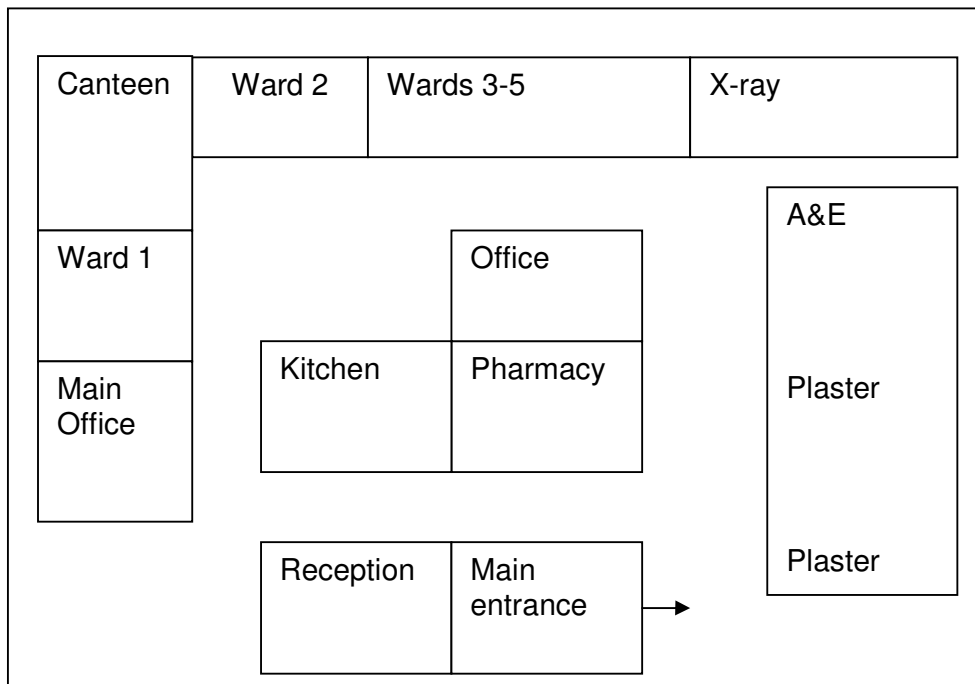 Canteen
Ward 2
Wards 3-5
X-ray
A&E
Ward 1
Office
Kitchen
Pharmacy
Main
Office
Plaster
Reception
Main
entrance
Plaster